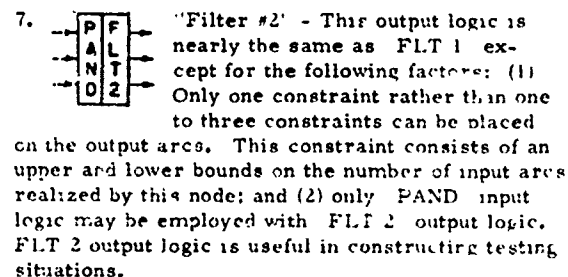 7.
P F
A L
N T
D 2
"Filter #2' - This output logic is
nearly the same as FLT 1 ex-
cept for the following factors: (1)
Only one constraint rather than one
to three constraints can be placed
on the output arcs. This constraint consists of an
upper and lower bounds on the number of input arcs
realized by this node; and (2) only PAND input
logic may be employed with FLT 2 output logic.
FLT 2 output logic is useful in constructing testing
situations.